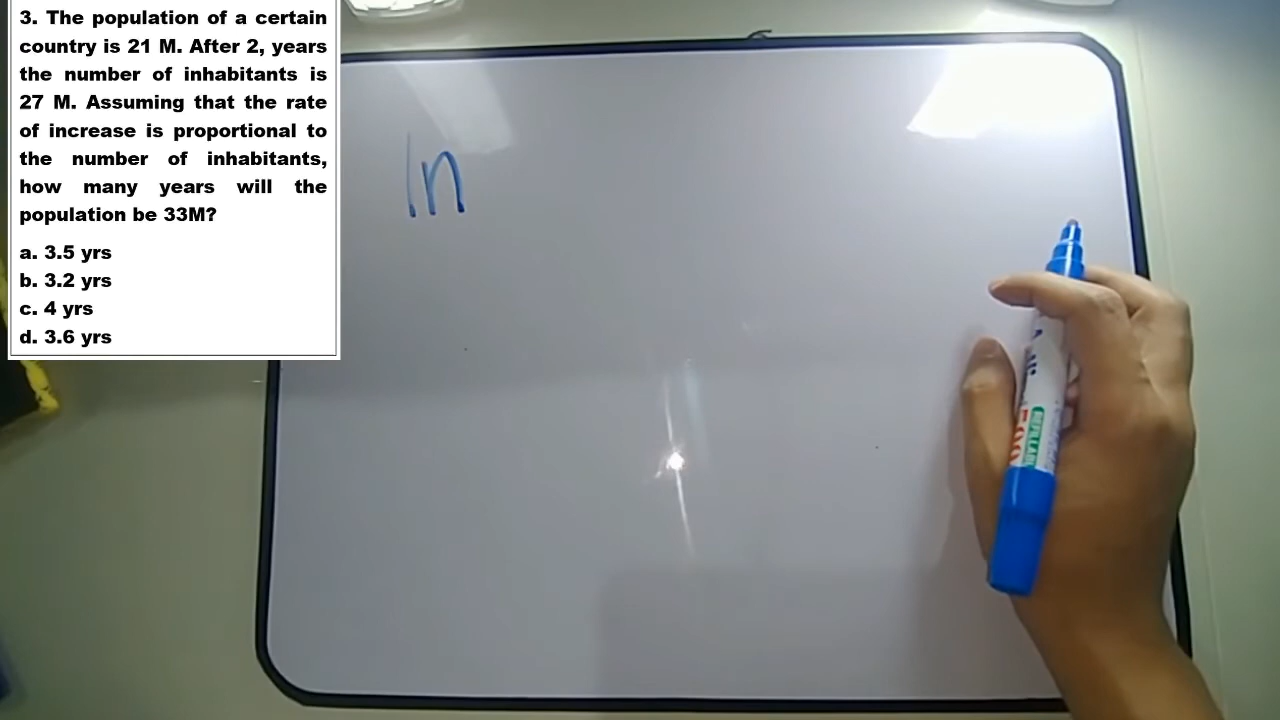 3. The population of a certain
country is 21 M. After 2, years
the number of inhabitants is
27 M. Assuming that the rate
of increase is proportional to
the number of inhabitants,
how many years will the
population be 33M?
a. 3.5 yrs
b. 3.2 yrs
c. 4 yrs
d. 3.6 yrs
ln